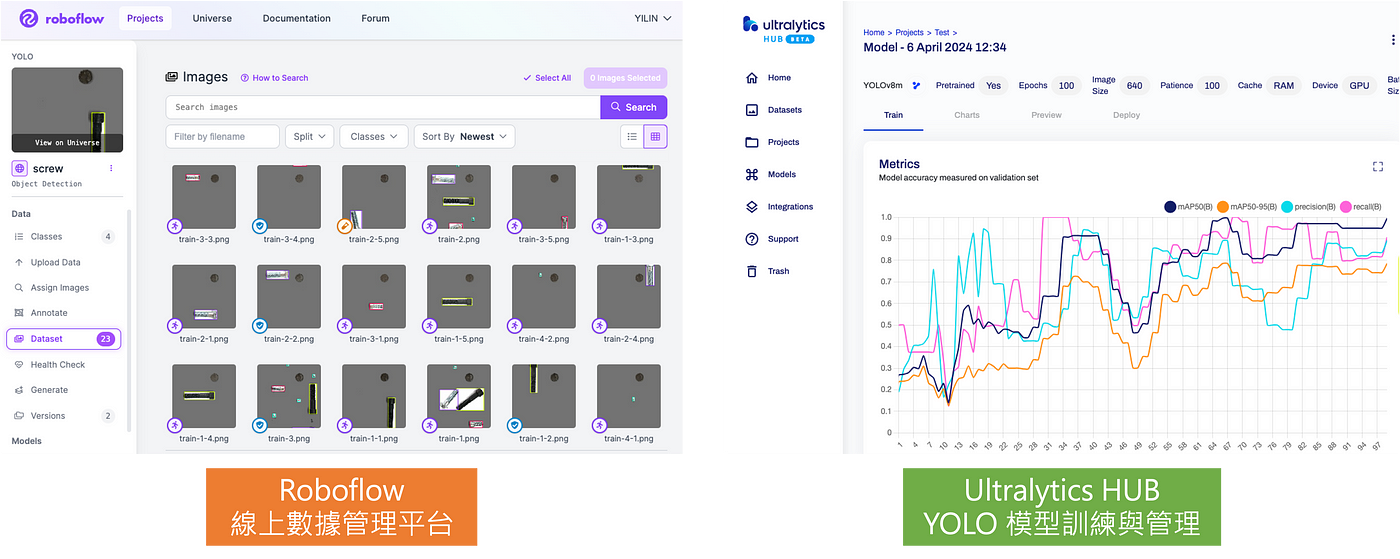 roboflow
Projects
Universe
Documentation
Forum
YILIN
YOLO
View on Universe
screw
Object Detection
Data
Classes 4
Upload Data
Assign Images
Annotate
Dataset 23
Health Check
Generate
Versions 2
Models
Images
How to Search
Select All
0 Images Selected
Search images
Search
Filter by filename
Split
Classes
Sort By Newest
train-3-3.png
train-3-4.png
train-2-5.png
train-2.png
train-3-5.png
train-1-3.png
train-2-1.png
train-2-2.png
train-3-1.png
train-1-5.png
train-4-2.png
train-2-4.png
train-1-4.png
train-3.png
train-1-1.png
train-1.png
train-1-2.png
train-4-1.png
Roboflow
線上數據管理平台
ultralytics
HUB BETA
Home
Datasets
Projects
Models
Integrations
Support
Trash
Home > Projects > Test >
Model - 6 April 2024 12:34
YOLOv8m
Pretrained Yes
Epochs 100
Image
Size 640
Patience 100
Cache RAM
Device GPU
Train
Charts
Preview
Deploy
Metrics
Model accuracy measured on validation set
mAP50(B) mAP50-95(B) precision(B) recall(B)
1.0
0.9
0.8
0.7
0.6
0.5
0.4
0.3
0.2
0.1
0
1 4 7 10 13 16 19 22 25 28 31 34 37 40 43 46 49 52 55 58 61 64 67 70 73 76 79 82 85 88 91 94 97
Ultralytics HUB
YOLO 模型訓練與管理